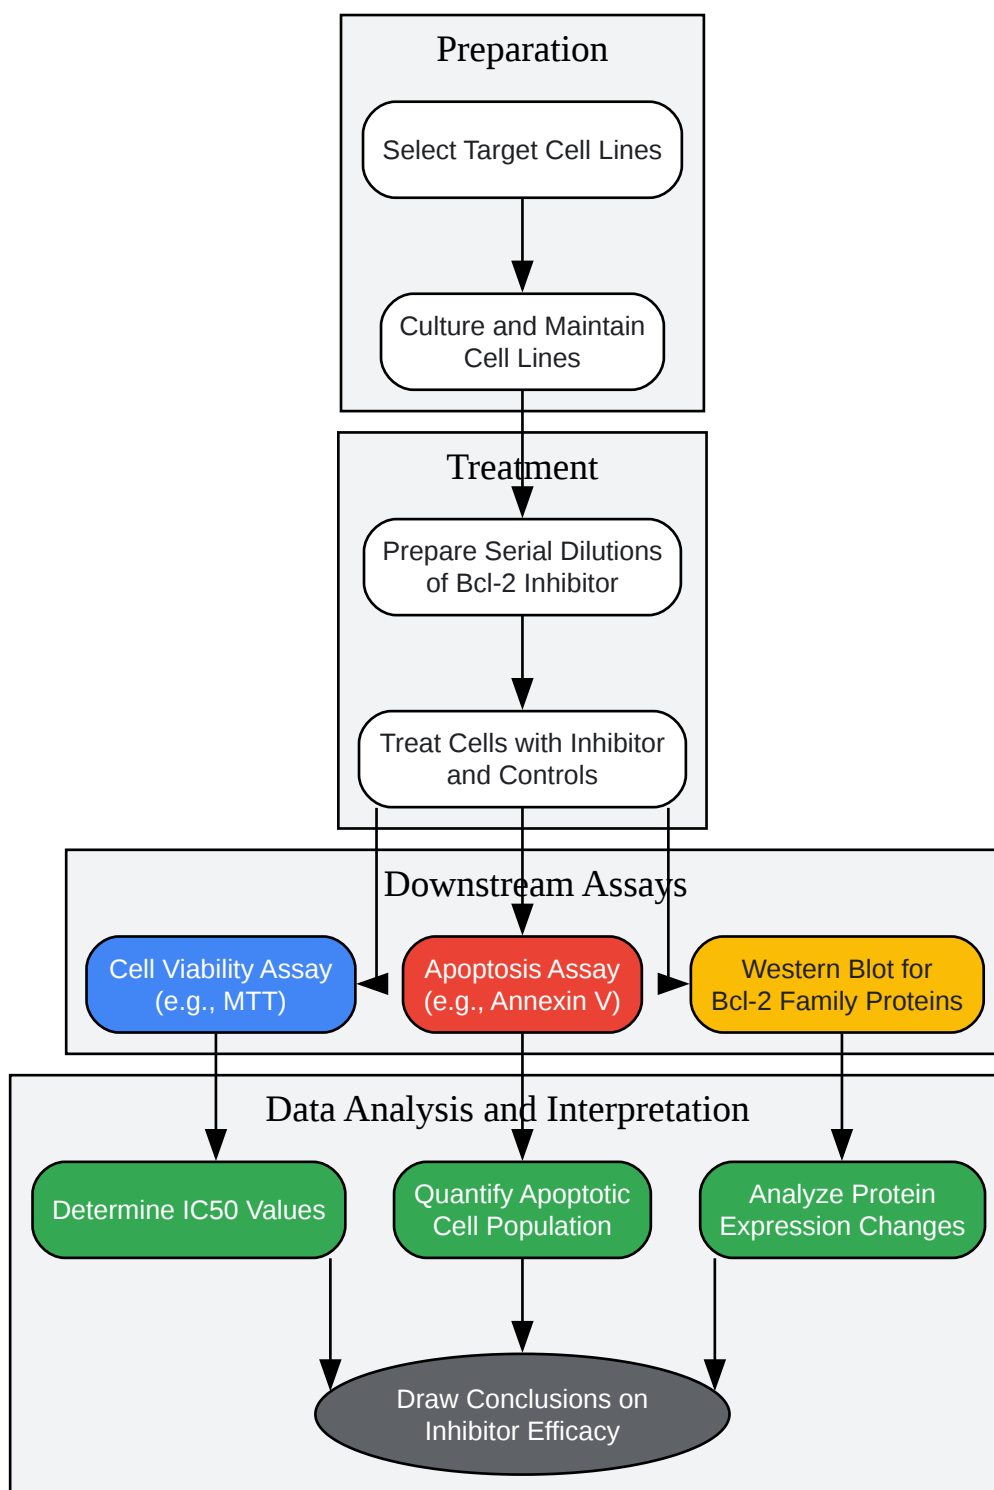 Preparation
Select Target Cell Lines
Culture and Maintain
Cell Lines
Treatment
Prepare Serial Dilutions
of Bcl-2 Inhibitor
Treat Cells with Inhibitor
and Controls
Downstream Assays
Cell Viability Assay
(e.g., MTT)
Apoptosis Assay
(e.g., Annexin V)
Western Blot for
Bcl-2 Family Proteins
Data Analysis and Interpretation
Determine IC50 Values
Quantify Apoptotic
Cell Population
Analyze Protein
Expression Changes
Draw Conclusions on
Inhibitor Efficacy